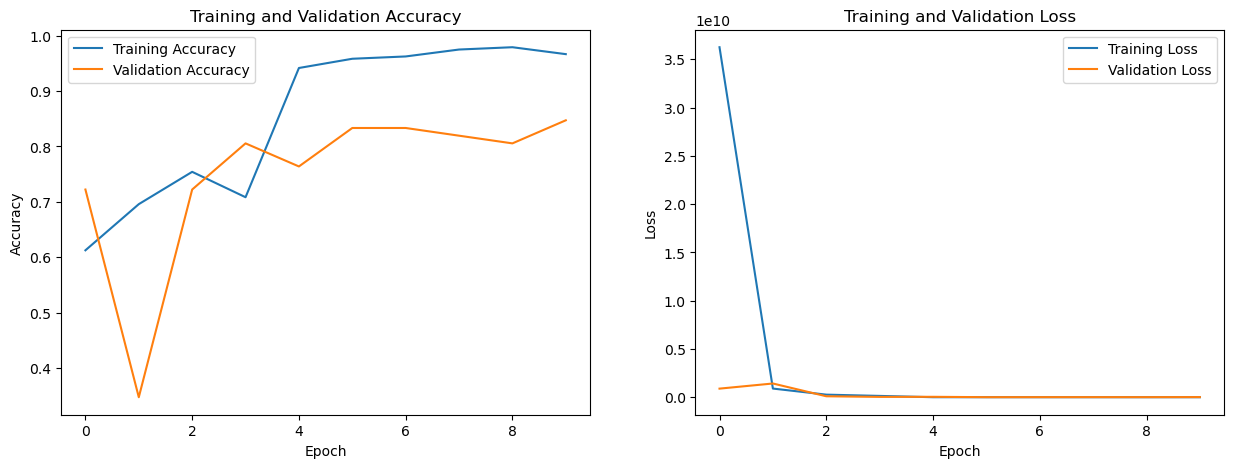 Training and Validation Accuracy
Training Accuracy
Validation Accuracy
1.0
0.9
0.8
0.7
0.6
0.5
0.4
Accuracy
0 2 4 6 8
Epoch
Training and Validation Loss
1e10
Training Loss
Validation Loss
3.5
3.0
2.5
2.0
1.5
1.0
0.5
0.0
Loss
0 2 4 6 8
Epoch